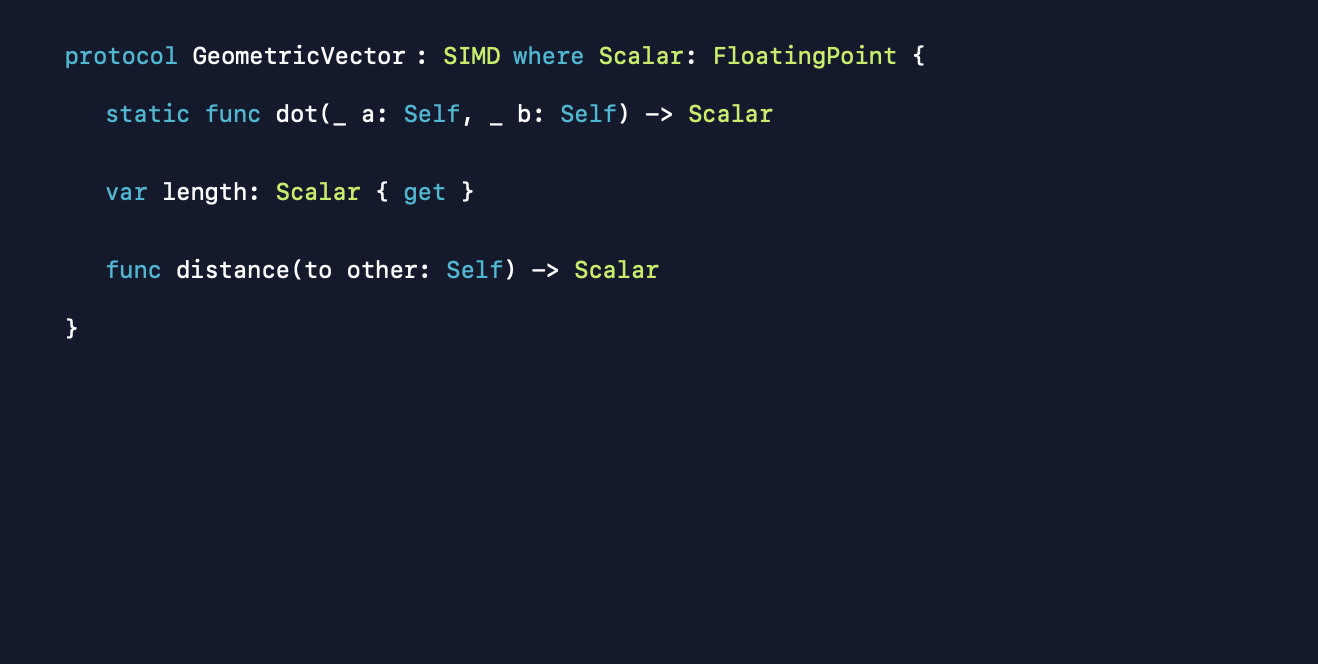 protocol GeometricVector : SIMD where Scalar: FloatingPoint {
static func dot(_ a: Self, _ b: Self) -> Scalar
var length: Scalar { get }
func distance(to other: Self) -> Scalar
}